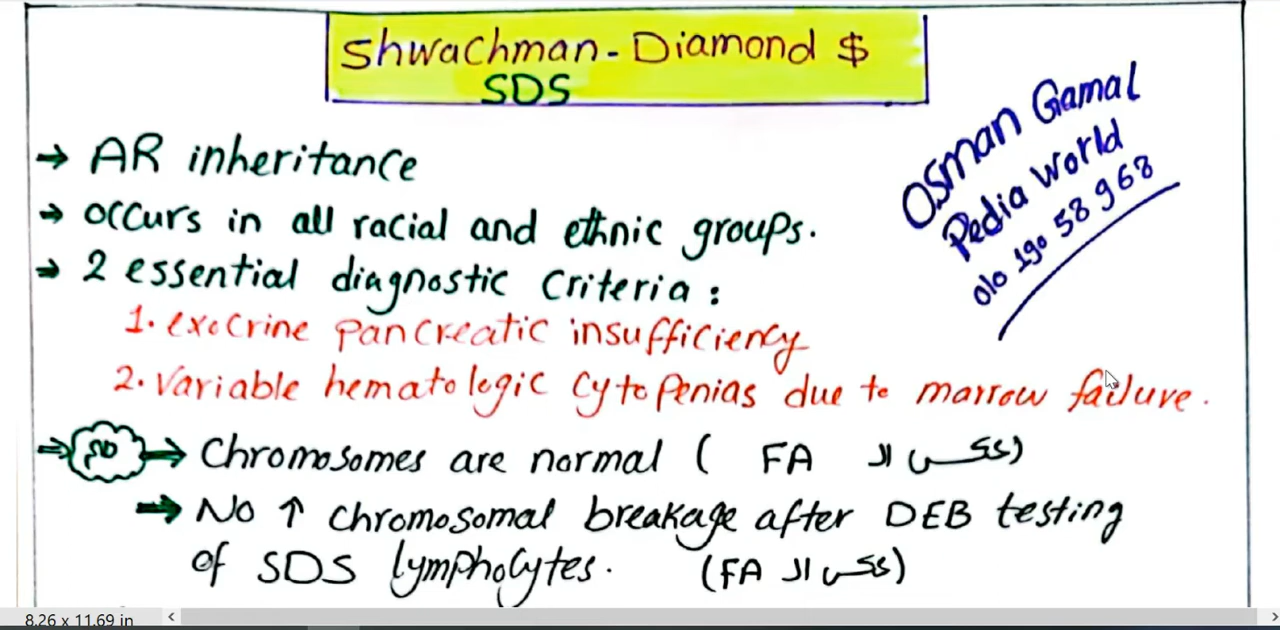 Shwachman - Diamond $
SDS
Osman Gamal
Pedia World
010 190 58 968
→ AR inheritance
→ occurs in all racial and ethnic groups.
→ 2 essential diagnostic criteria :
1. exocrine pancreatic insufficiency
2. Variable hematologic cytopenias due to marrow failure.
⇒ → Chromosomes are normal ( FA عكس الـ)
→ No ↑ chromosomal breakage after DEB testing
of SDS lymphocytes. (FA عكس الـ)
8.26 x 11.69 in